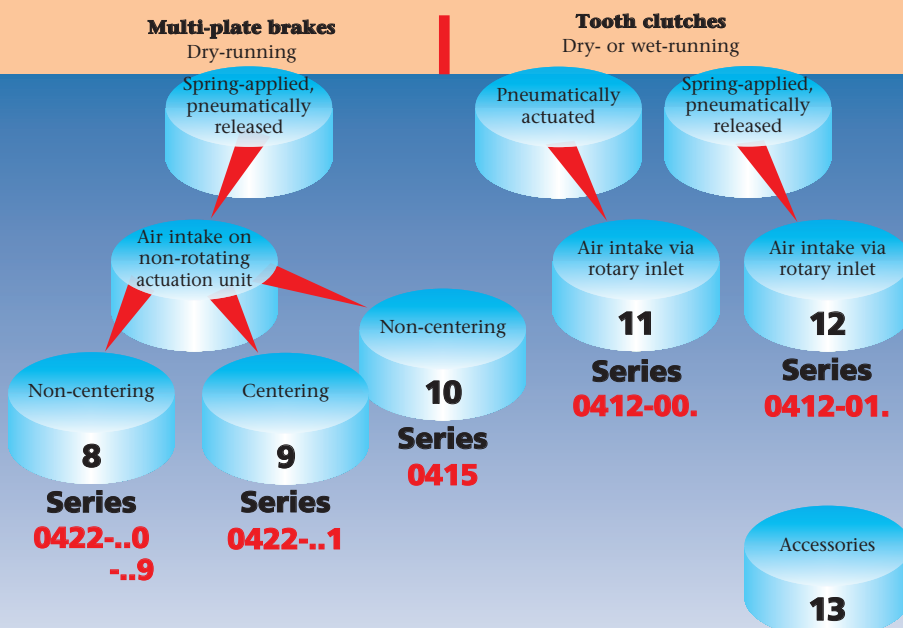 Multi-plate brakes
Dry-running
Spring-applied,
pneumatically
released
Air intake on
non-rotating
actuation unit
Non-centering
8
Series
0422-..0
-..9
Centering
9
Series
0422-..1
Non-centering
10
Series
0415
Tooth clutches
Dry- or wet-running
Pneumatically
actuated
Air intake via
rotary inlet
11
Series
0412-00.
Spring-applied,
pneumatically
released
Air intake via
rotary inlet
12
Series
0412-01.
Accessories
13